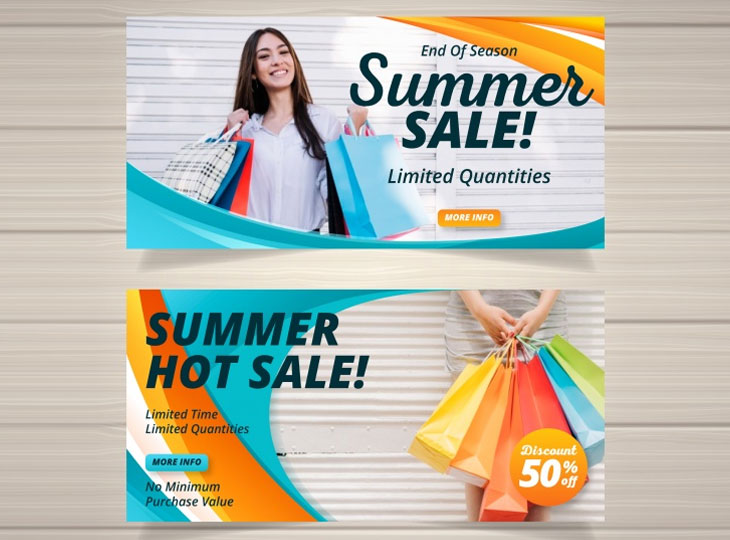 End Of Season
Summer
SALE!
Limited Quantities
MORE INFO
SUMMER
HOT SALE!
Limited Time
Limited Quantities
MORE INFO
No Minimum
Purchase Value
Discount
50% off